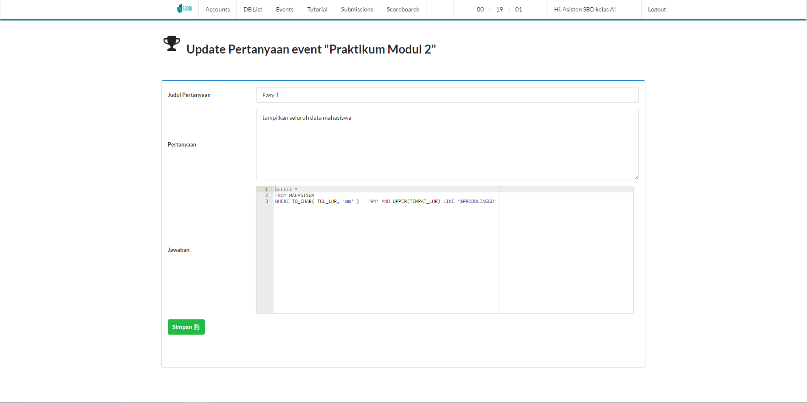 Accounts DB List Events Tutorial Submissions Scoreboards 00 : 19 : 01 Hi, Asisten SBD kelas A! Logout
Update Pertanyaan event "Praktikum Modul 2"
Judul Pertanyaan
Easy 1
Pertanyaan
tampilkan seluruh data mahasiswa
Jawaban
1 SELECT *
2 FROM MAHASISWA
3 WHERE TO_CHAR( TGL_LHR, 'mm' ) '04' AND UPPER(TEMPAT_LHR) LIKE
Simpan